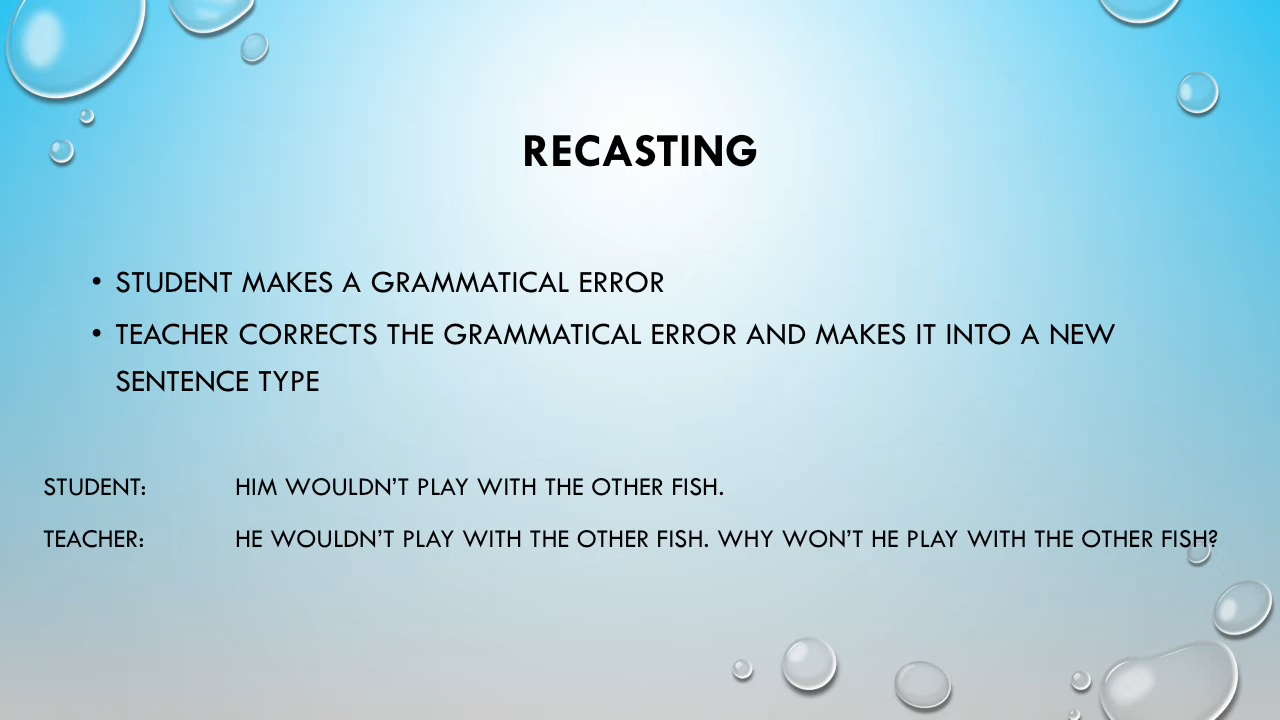 RECASTING
• STUDENT MAKES A GRAMMATICAL ERROR
• TEACHER CORRECTS THE GRAMMATICAL ERROR AND MAKES IT INTO A NEW
SENTENCE TYPE
STUDENT: HIM WOULDN’T PLAY WITH THE OTHER FISH.
TEACHER: HE WOULDN’T PLAY WITH THE OTHER FISH. WHY WON’T HE PLAY WITH THE OTHER FISH?